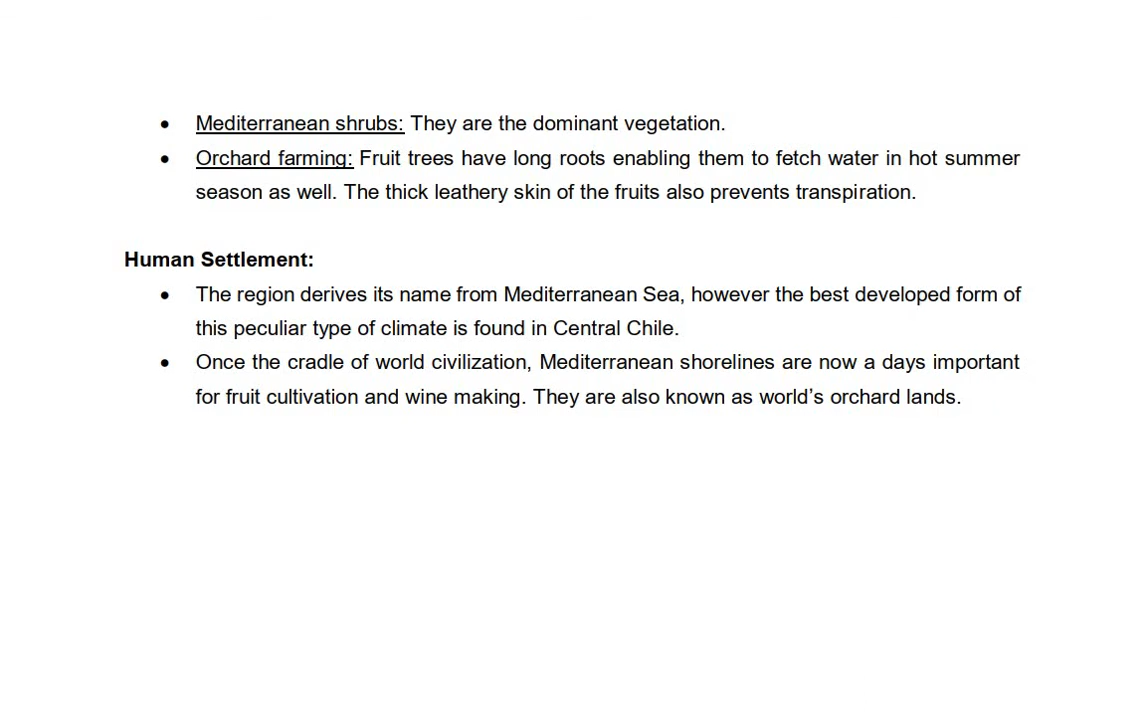 • Mediterranean shrubs: They are the dominant vegetation.
• Orchard farming: Fruit trees have long roots enabling them to fetch water in hot summer
season as well. The thick leathery skin of the fruits also prevents transpiration.
Human Settlement:
• The region derives its name from Mediterranean Sea, however the best developed form of
this peculiar type of climate is found in Central Chile.
• Once the cradle of world civilization, Mediterranean shorelines are now a days important
for fruit cultivation and wine making. They are also known as world’s orchard lands.